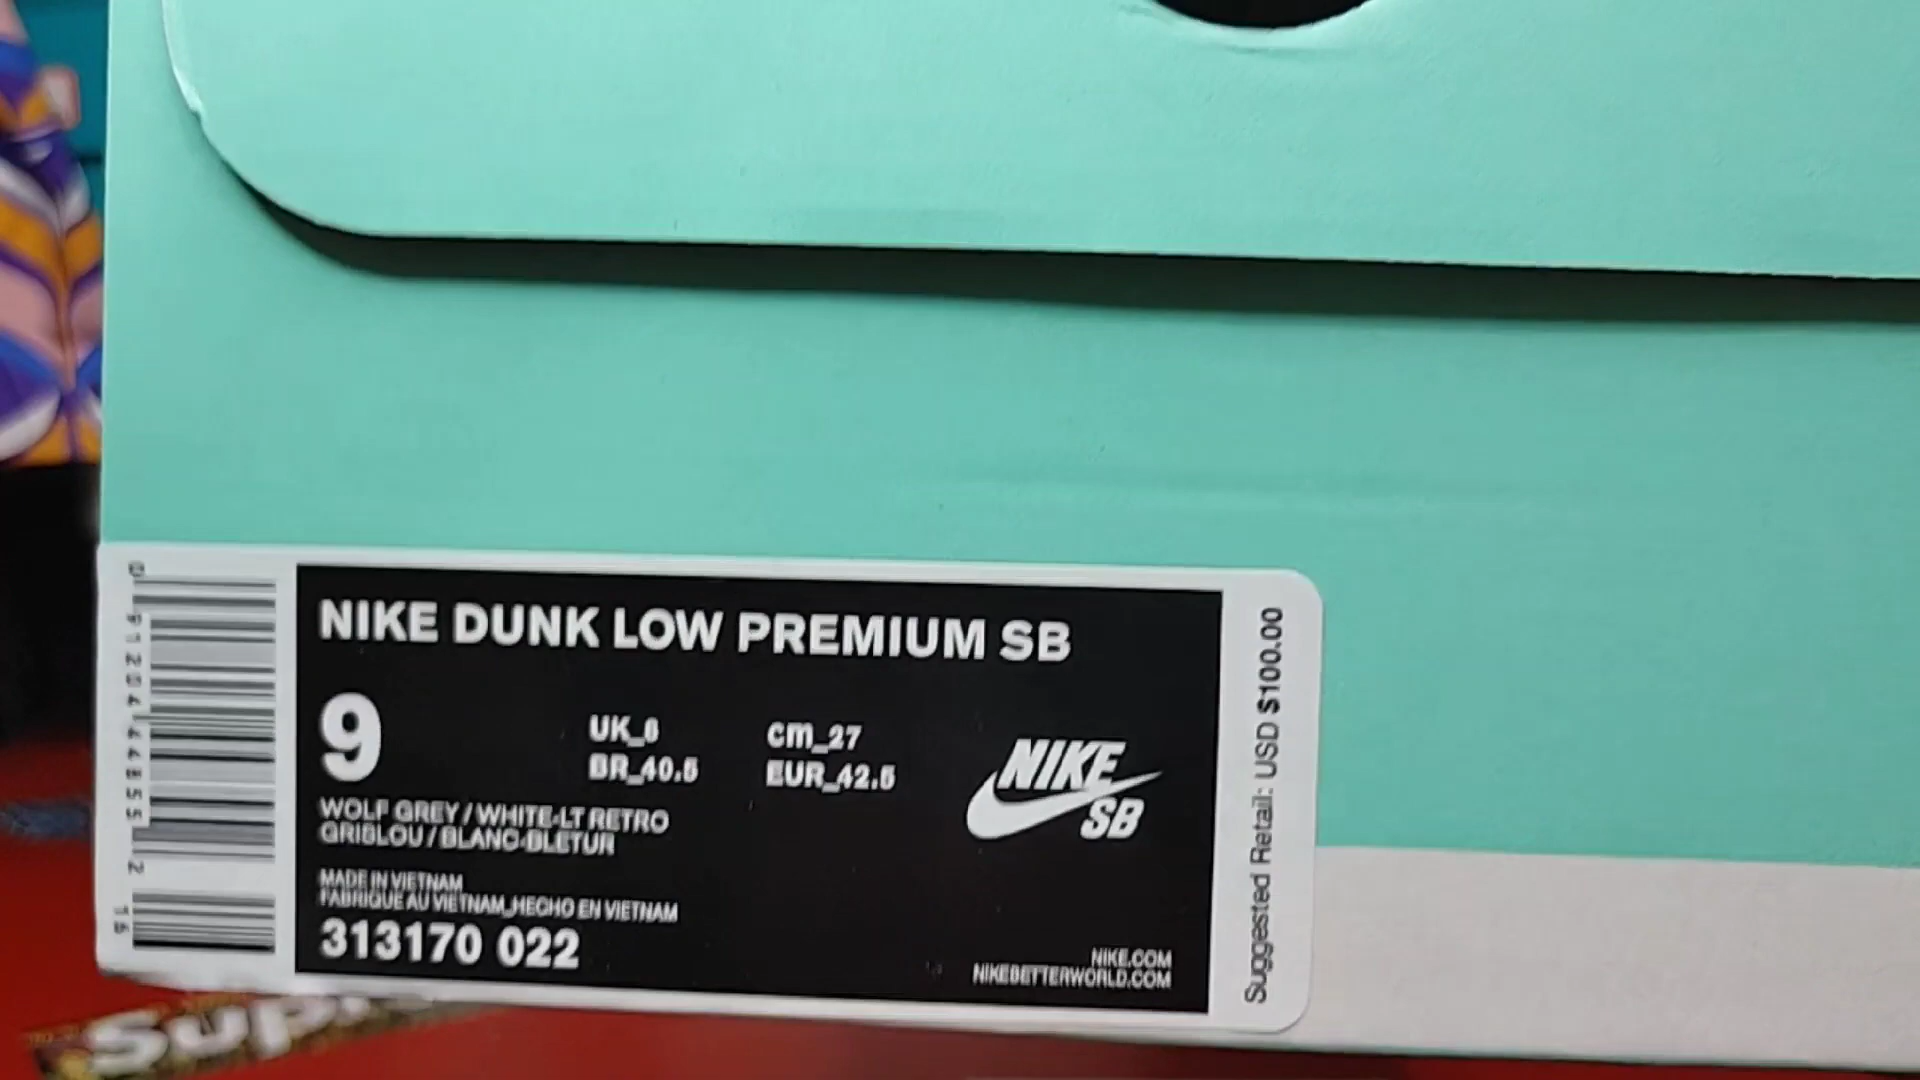 NIKE DUNK LOW PREMIUM SB
9
UK_8
cm_27
BR_40.5
EUR_42.5
WOLF GREY / WHITE-LT RETRO
GRIBLOU / BLANC-BLETUR
MADE IN VIETNAM
FABRIQUE AU VIETNAM_HECHO EN VIETNAM
313170 022
NIKE
SB
NIKE.COM
NIKEBETTERWORLD.COM
Suggested Retail: USD $100.00